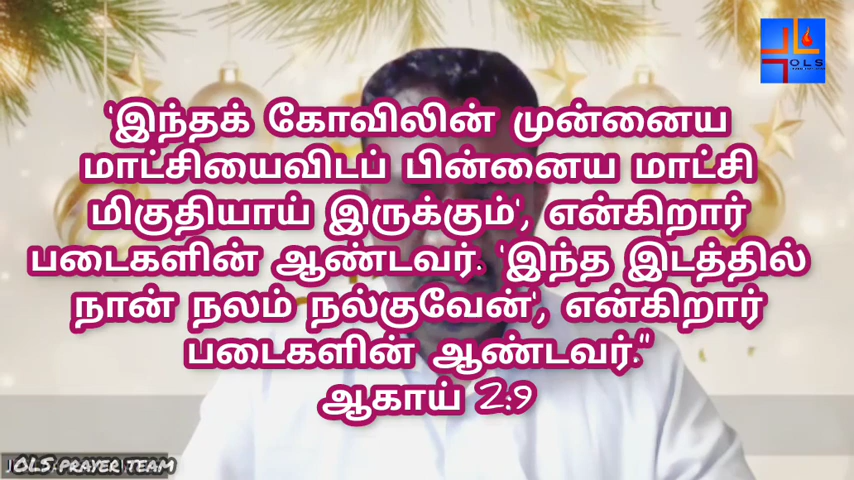 OLS
'இந்தக் கோவிலின் முன்னைய
மாட்சியைவிடப் பின்னைய மாட்சி
மிகுதியாய் இருக்கும்', என்கிறார்
படைகளின் ஆண்டவர். 'இந்த இடத்தில்
நான் நலம் நல்குவேன்', என்கிறார்
படைகளின் ஆண்டவர்."
ஆகாய் 2:9
OLS PRAYER TEAM